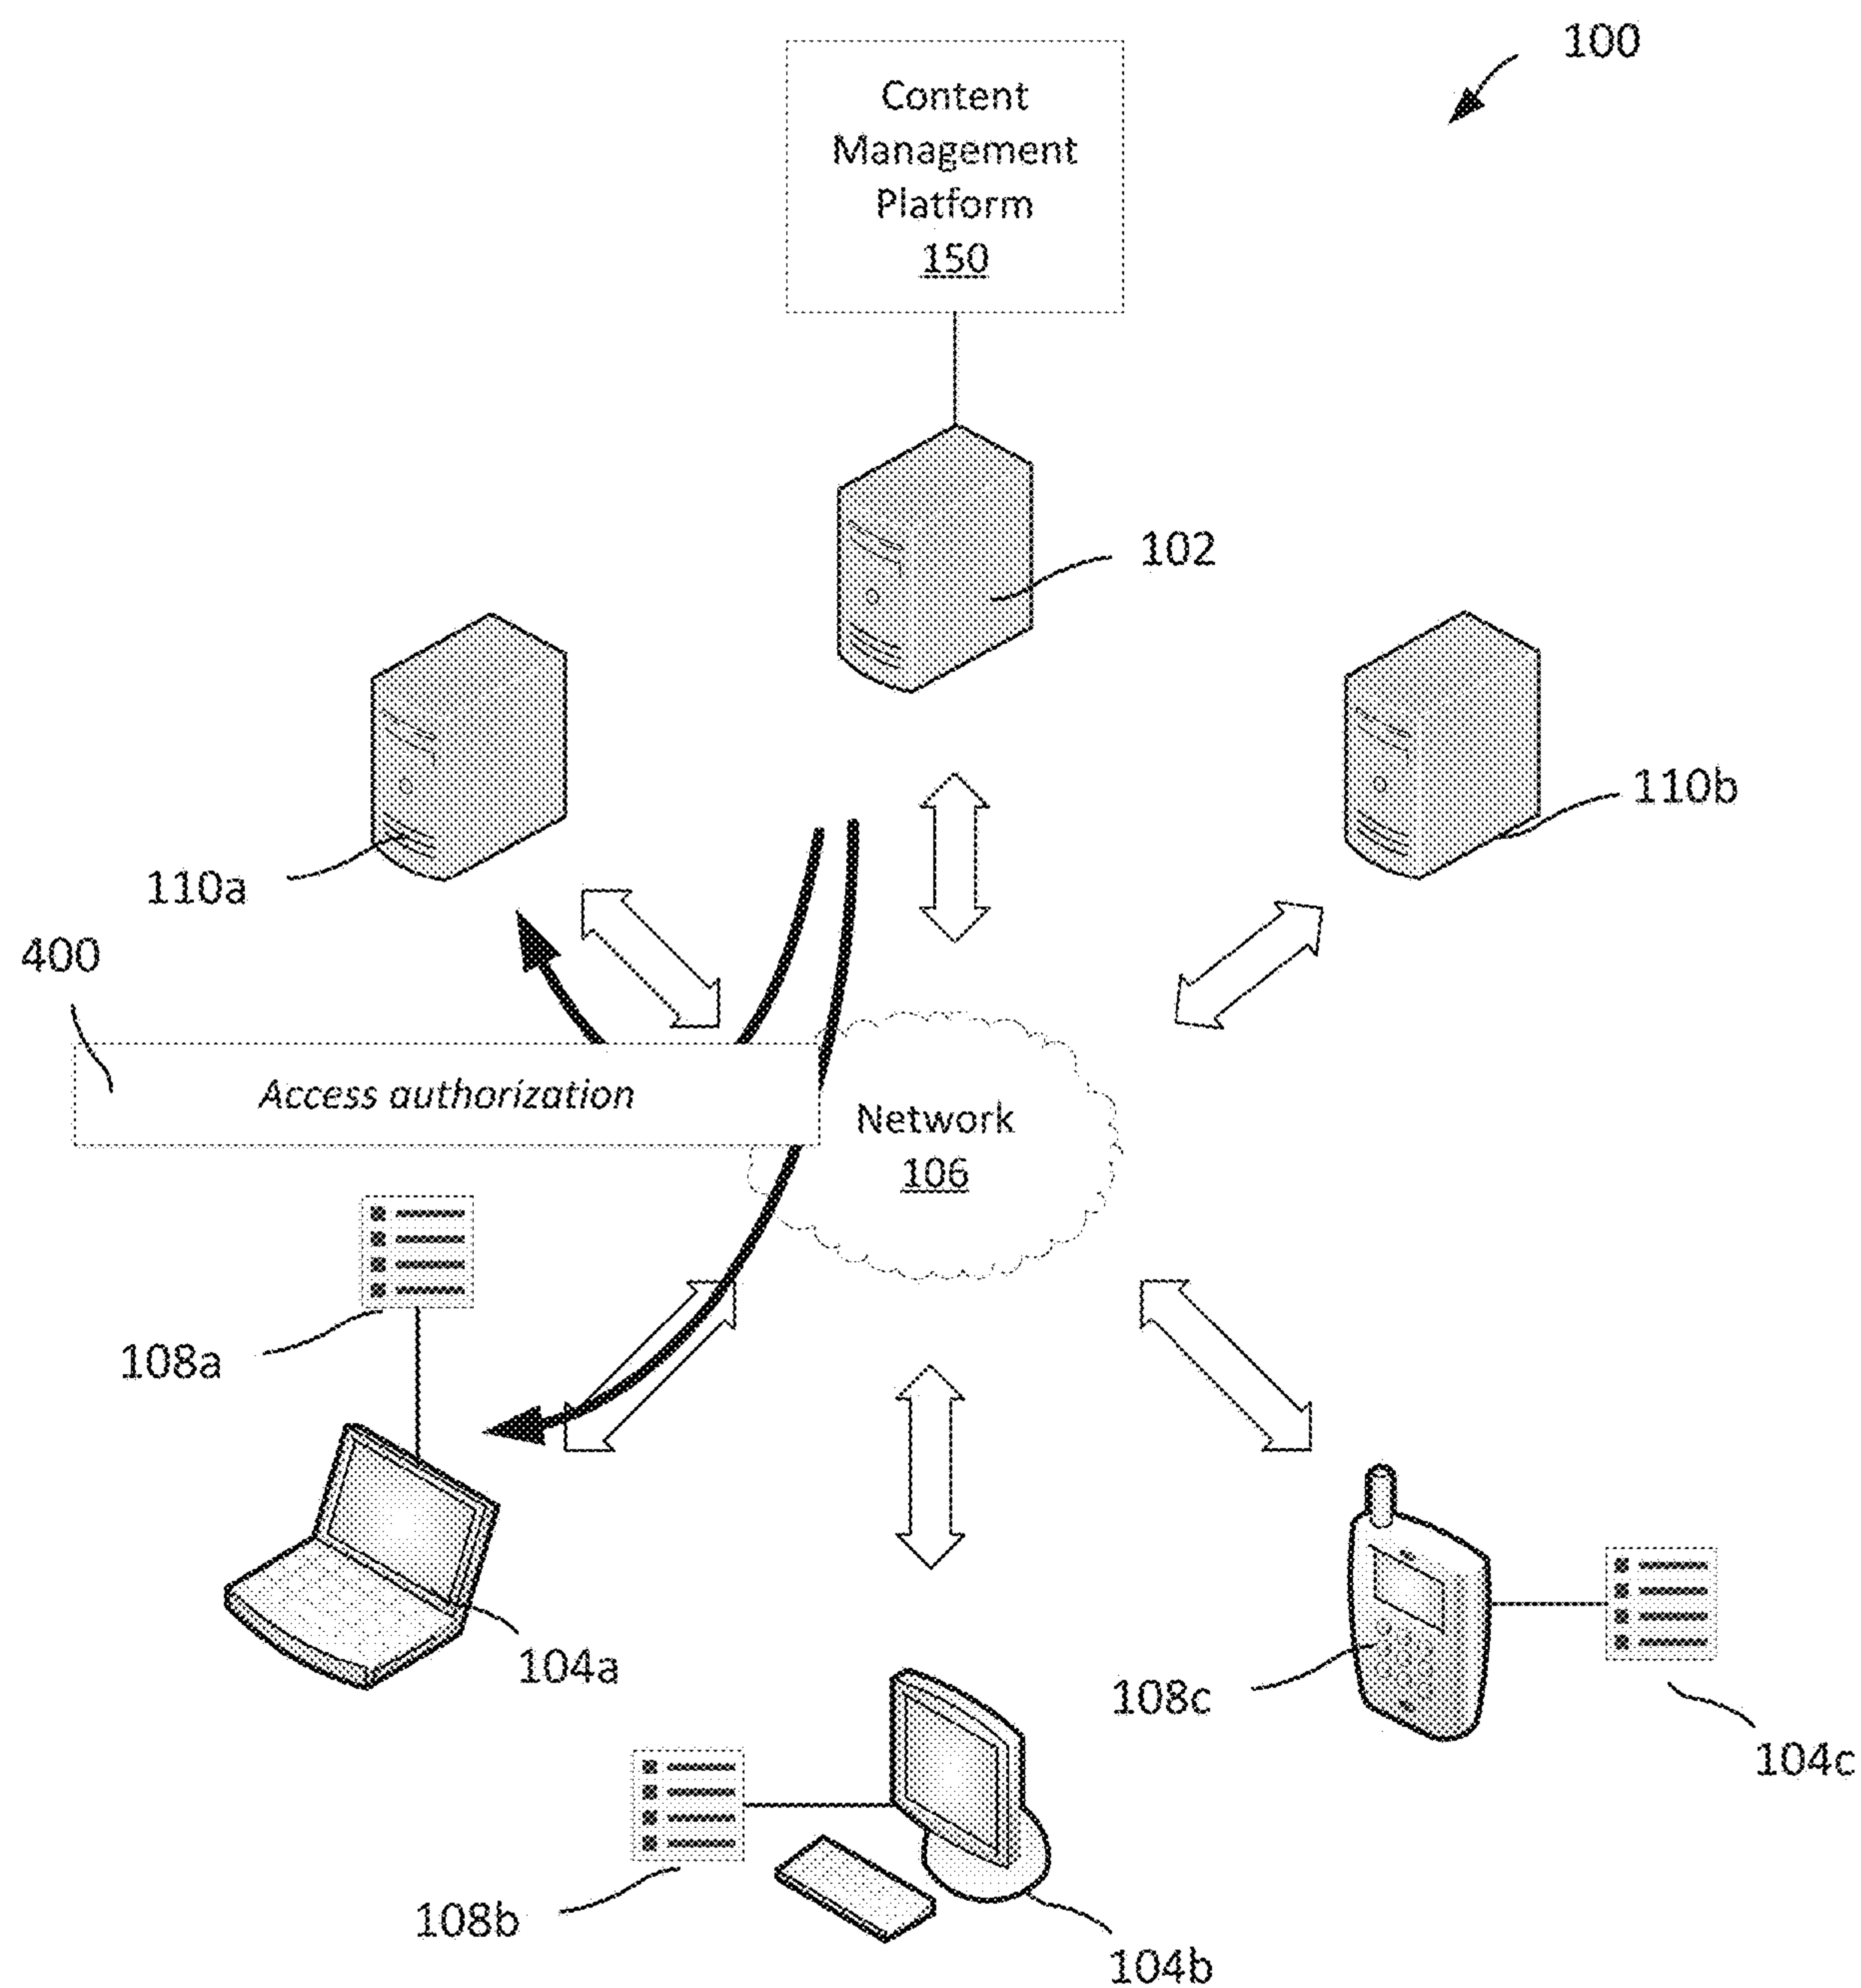 100
Content
Management
Platform
150
102
110b
110a
400
Access authorization
Network
106
108a
104a
108c
104c
108b
104b